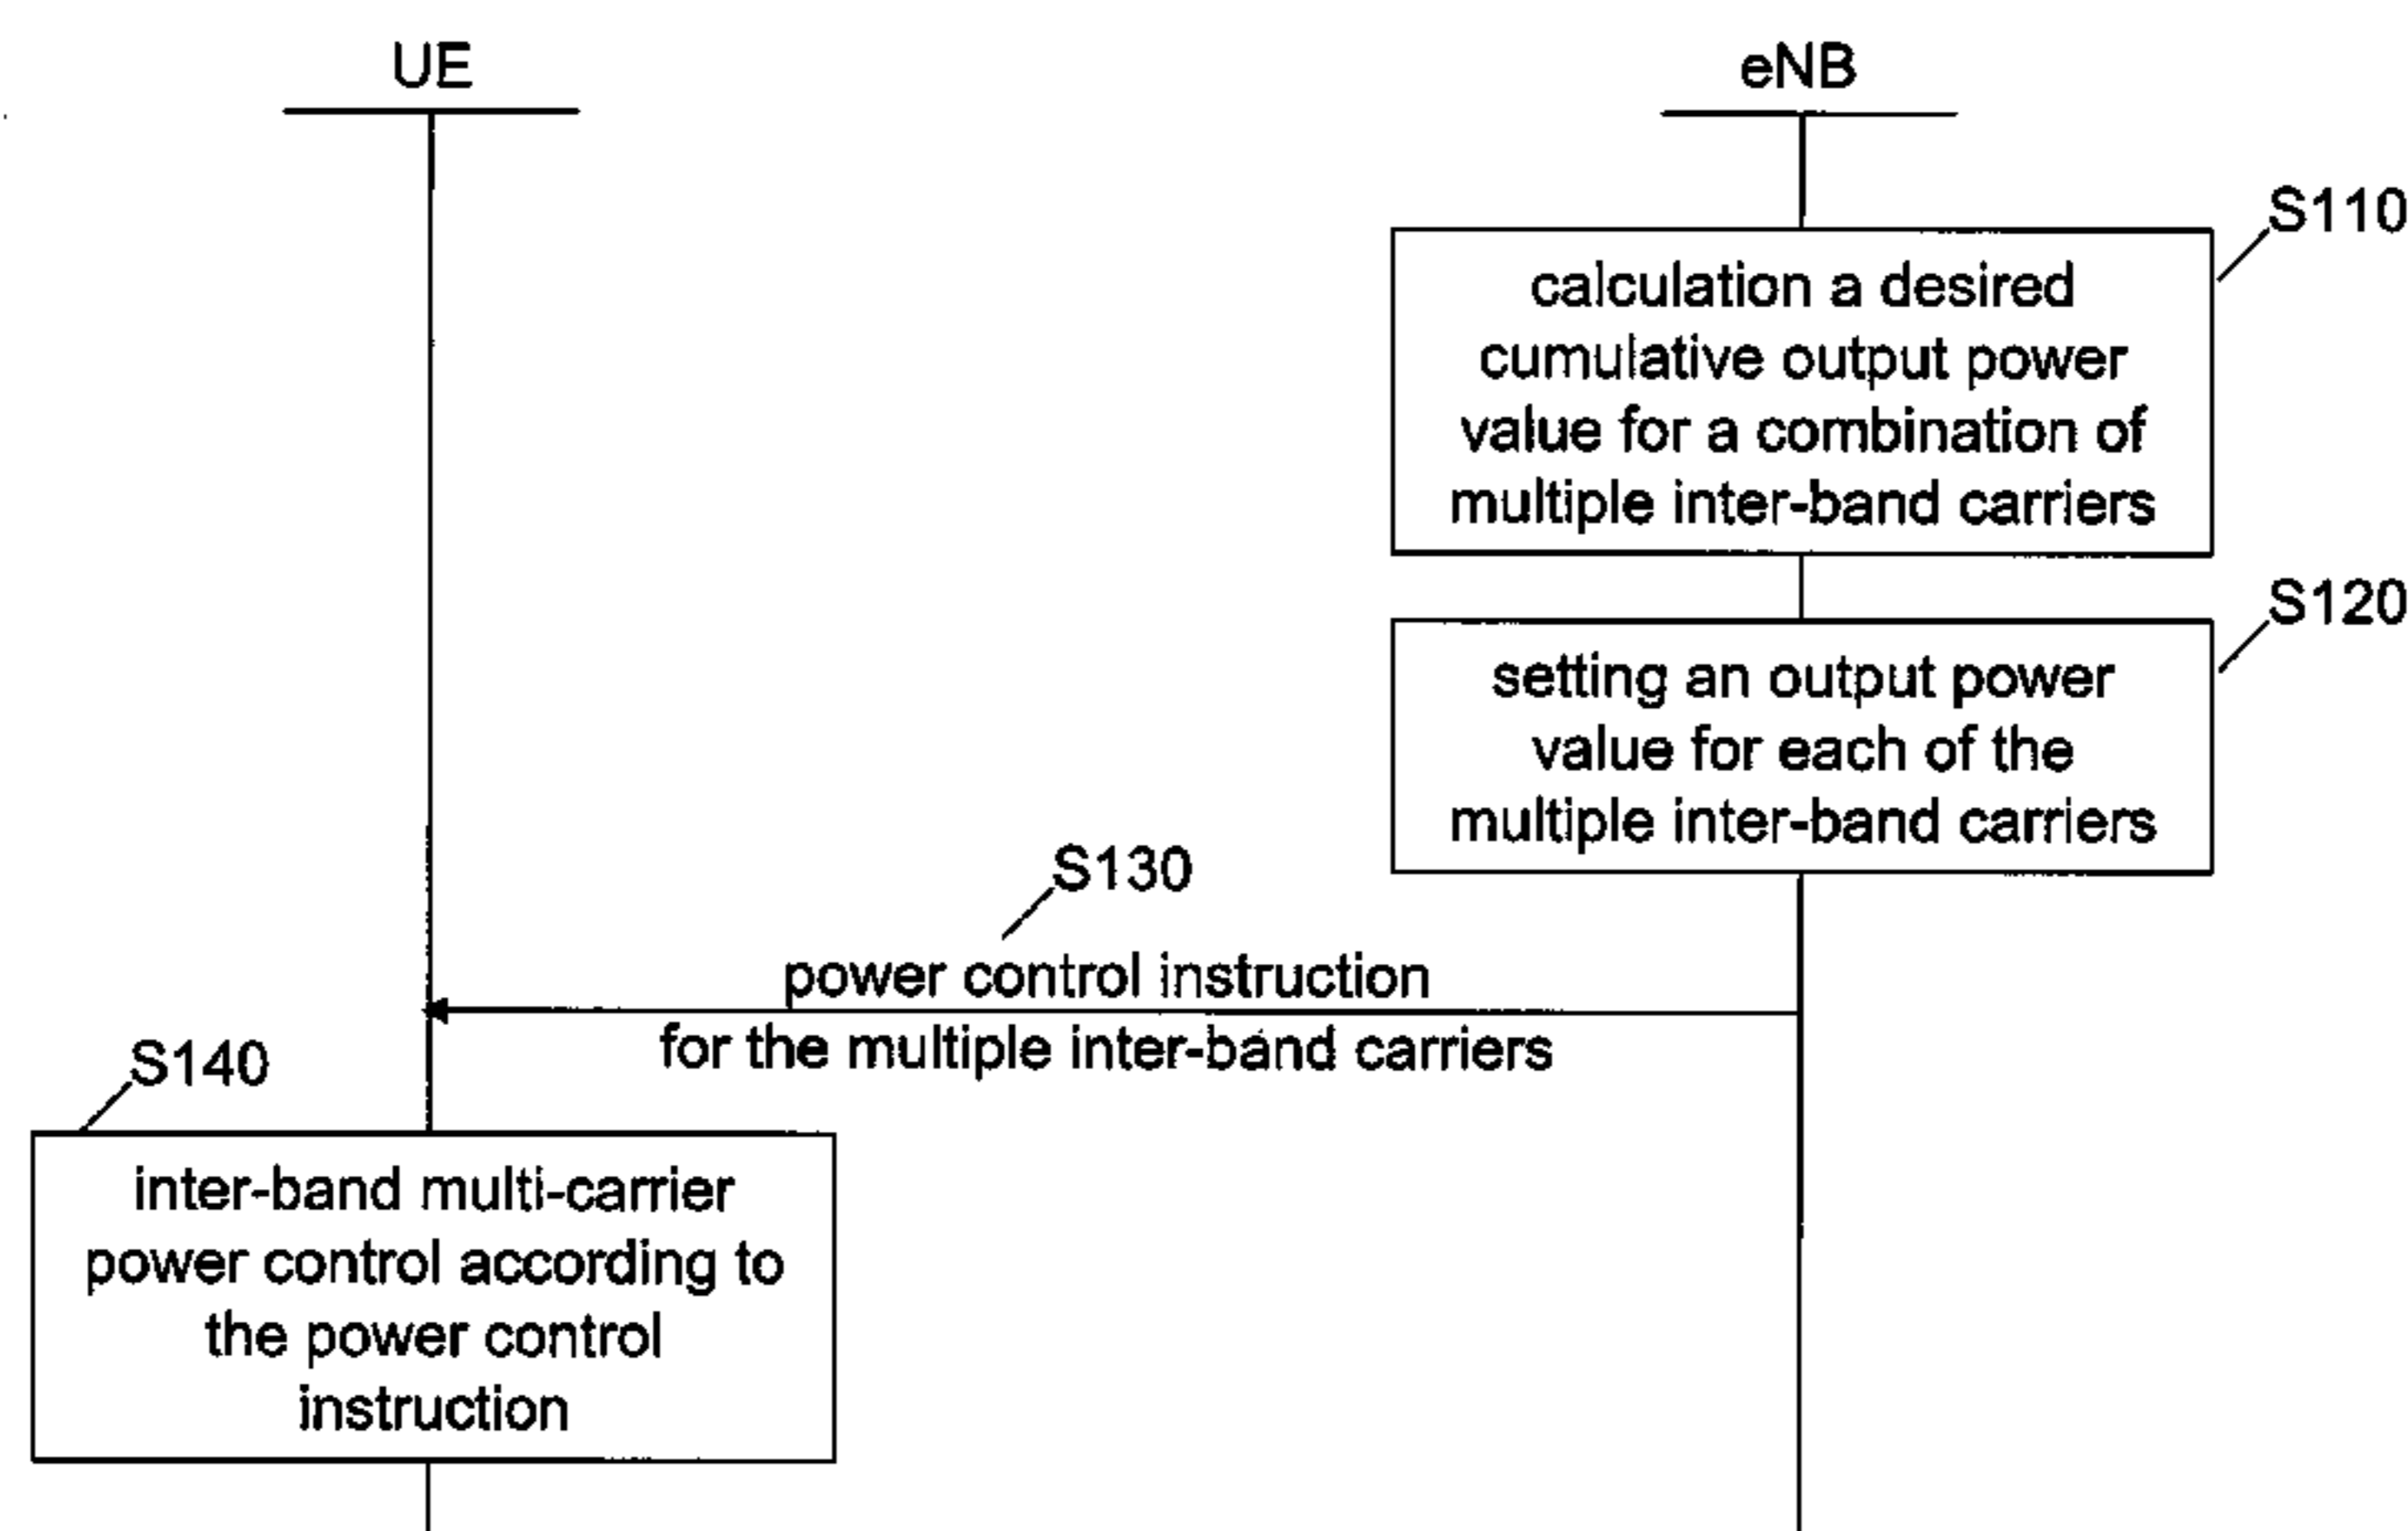 UE
eNB
S110
calculation a desired
cumulative output power
value for a combination of
multiple inter-band carriers
S120
setting an output power
value for each of the
multiple inter-band carriers
S130
power control instruction
for the multiple inter-band carriers
S140
inter-band multi-carrier
power control according to
the power control
instruction